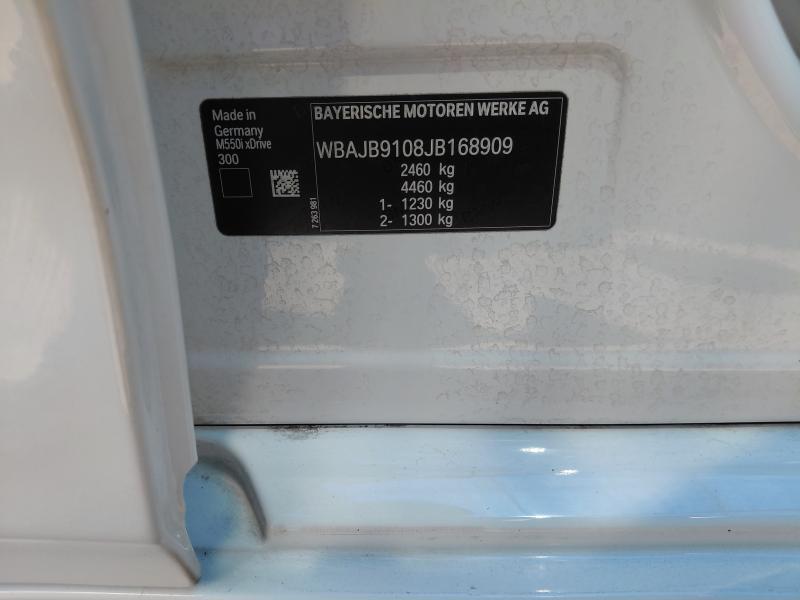 Made in
Germany
M550i xDrive
300
7 263 981
BAYERISCHE MOTOREN WERKE AG
WBAJB9108JB168909
2460 kg
4460 kg
1- 1230 kg
2- 1300 kg